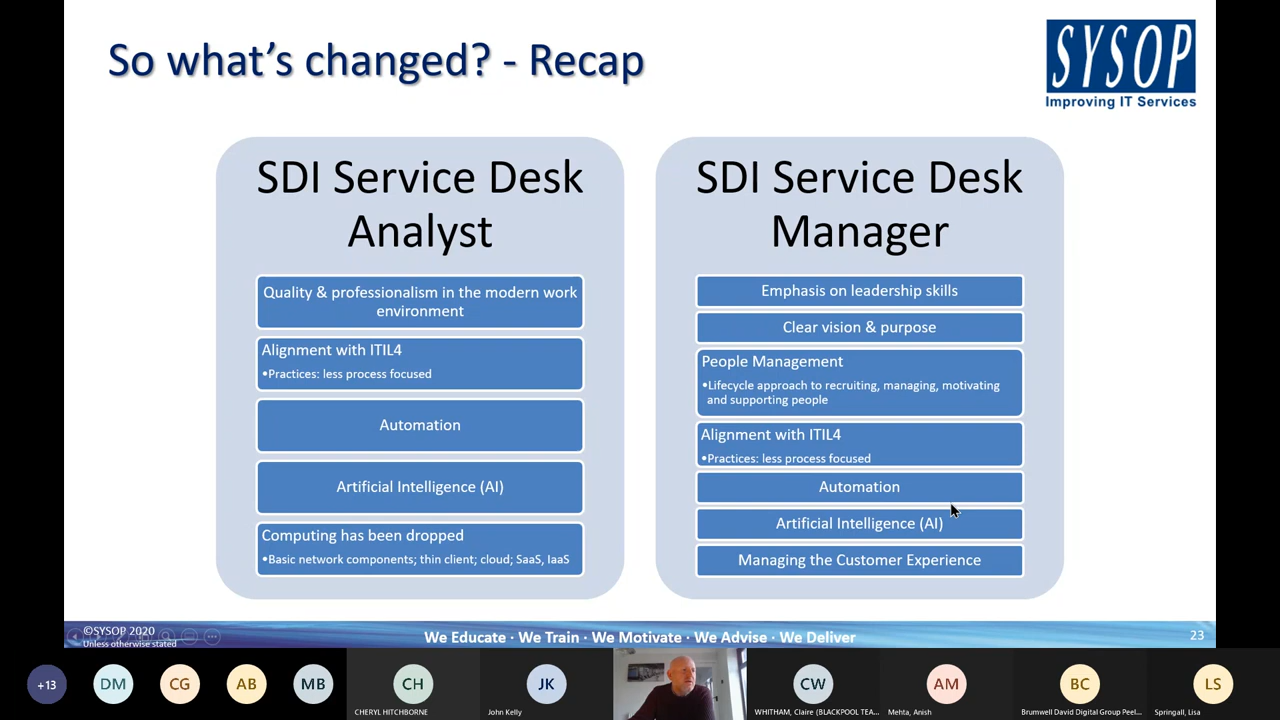 So what's changed? - Recap
SYSOP
Improving IT Services
SDI Service Desk
Analyst
Quality & professionalism in the modern work
environment
Alignment with ITIL4
•Practices: less process focused
Automation
Artificial Intelligence (AI)
Computing has been dropped
•Basic network components; thin client; cloud; SaaS, IaaS
SDI Service Desk
Manager
Emphasis on leadership skills
Clear vision & purpose
People Management
•Lifecycle approach to recruiting, managing, motivating
and supporting people
Alignment with ITIL4
•Practices: less process focused
Automation
Artificial Intelligence (AI)
Managing the Customer Experience
©SYSOP 2020
Unless otherwise stated
We Educate · We Train · We Motivate · We Advise · We Deliver
23
+13
DM
CG
AB
MB
CH
CHERYL HITCHBORNE
JK
John Kelly
CW
WHITHAM, Claire (BLACKPOOL TEA...
AM
Mehta, Anish
BC
Brumwell David Digital Group Peel...
LS
Springall, Lisa